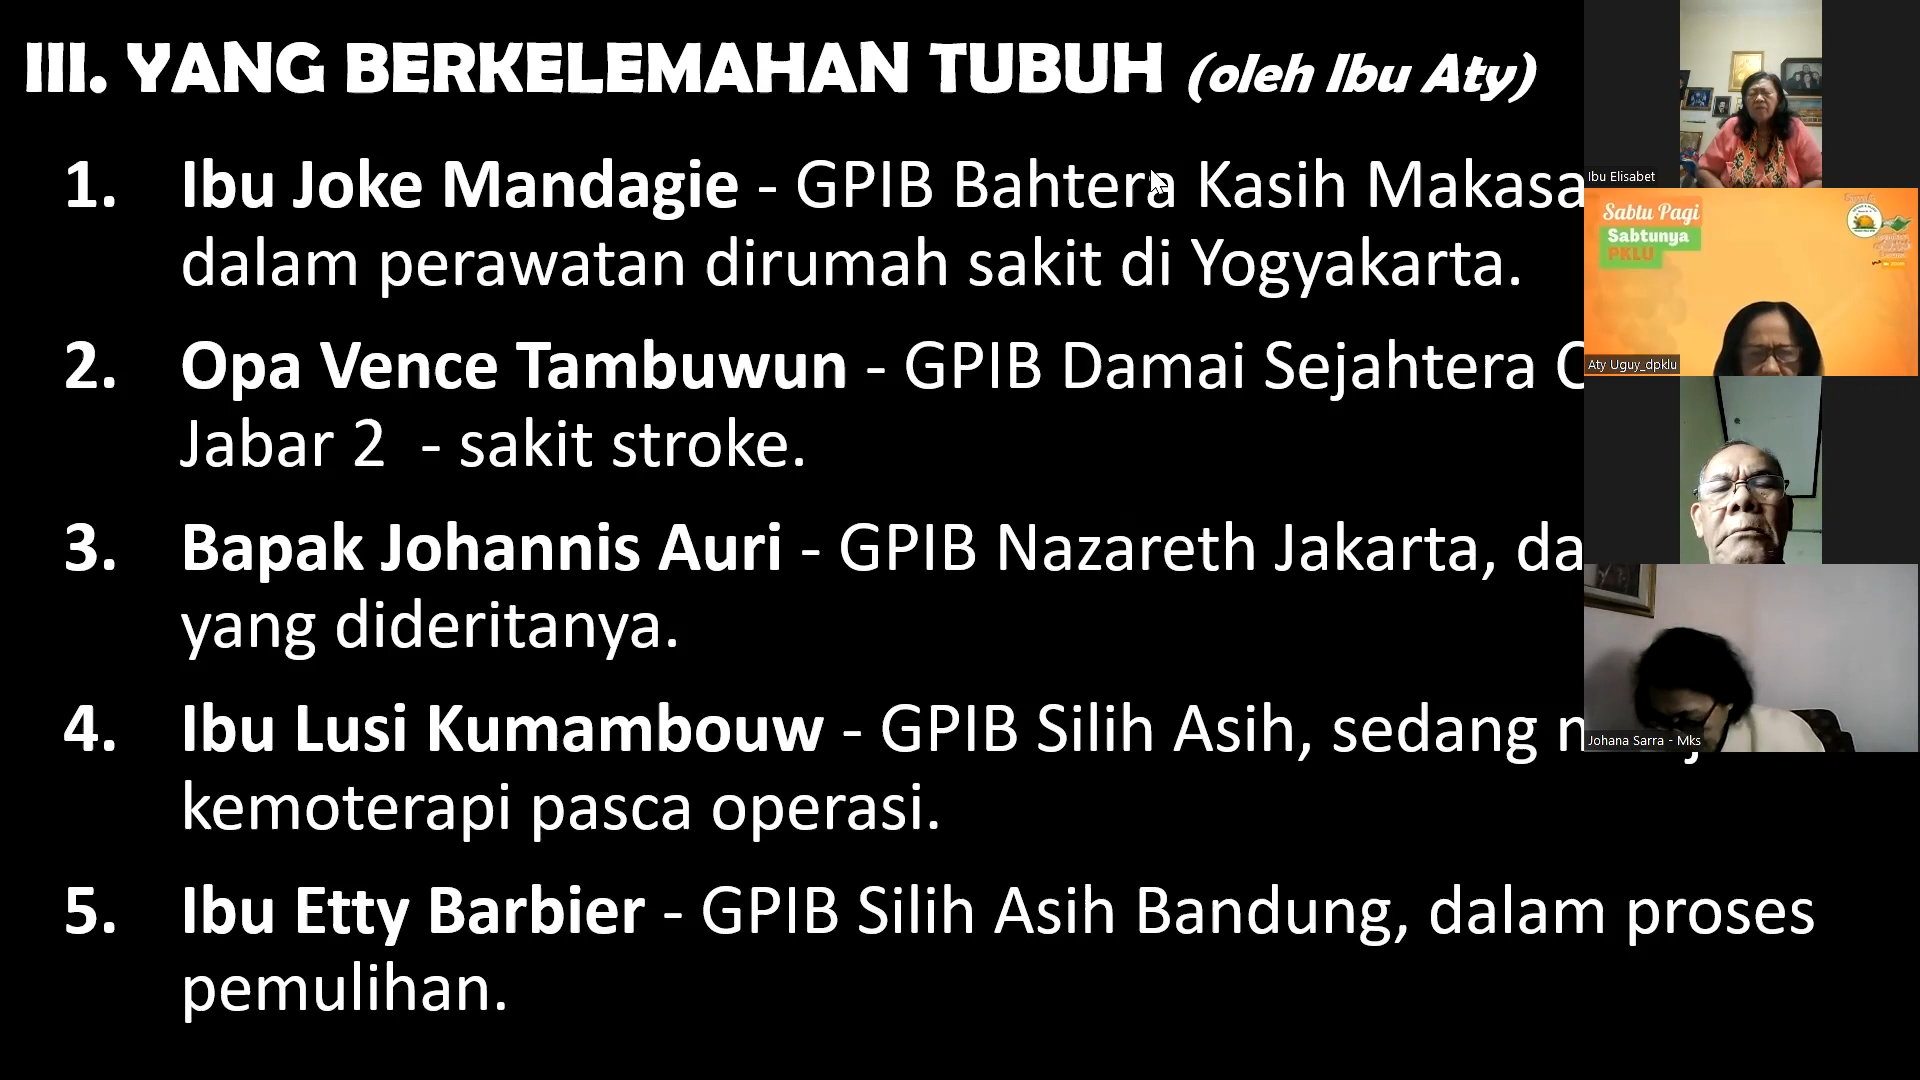 III. YANG BERKELEMAHAN TUBUH (oleh Ibu Aty)
1. Ibu Joke Mandagie - GPIB Bahtera Kasih Makasa
dalam perawatan dirumah sakit di Yogyakarta.
2. Opa Vence Tambuwun - GPIB Damai Sejahtera
Jabar 2 - sakit stroke.
3. Bapak Johannis Auri - GPIB Nazareth Jakarta, da
yang dideritanya.
4. Ibu Lusi Kumambouw - GPIB Silih Asih, sedang
kemoterapi pasca operasi.
5. Ibu Etty Barbier - GPIB Silih Asih Bandung, dalam proses
pemulihan.
Ibu Elisabet
Sabtu Pagi
Sabtunya
PKLU
Aty Uguy_dpklu
Johana Sarra - Mks